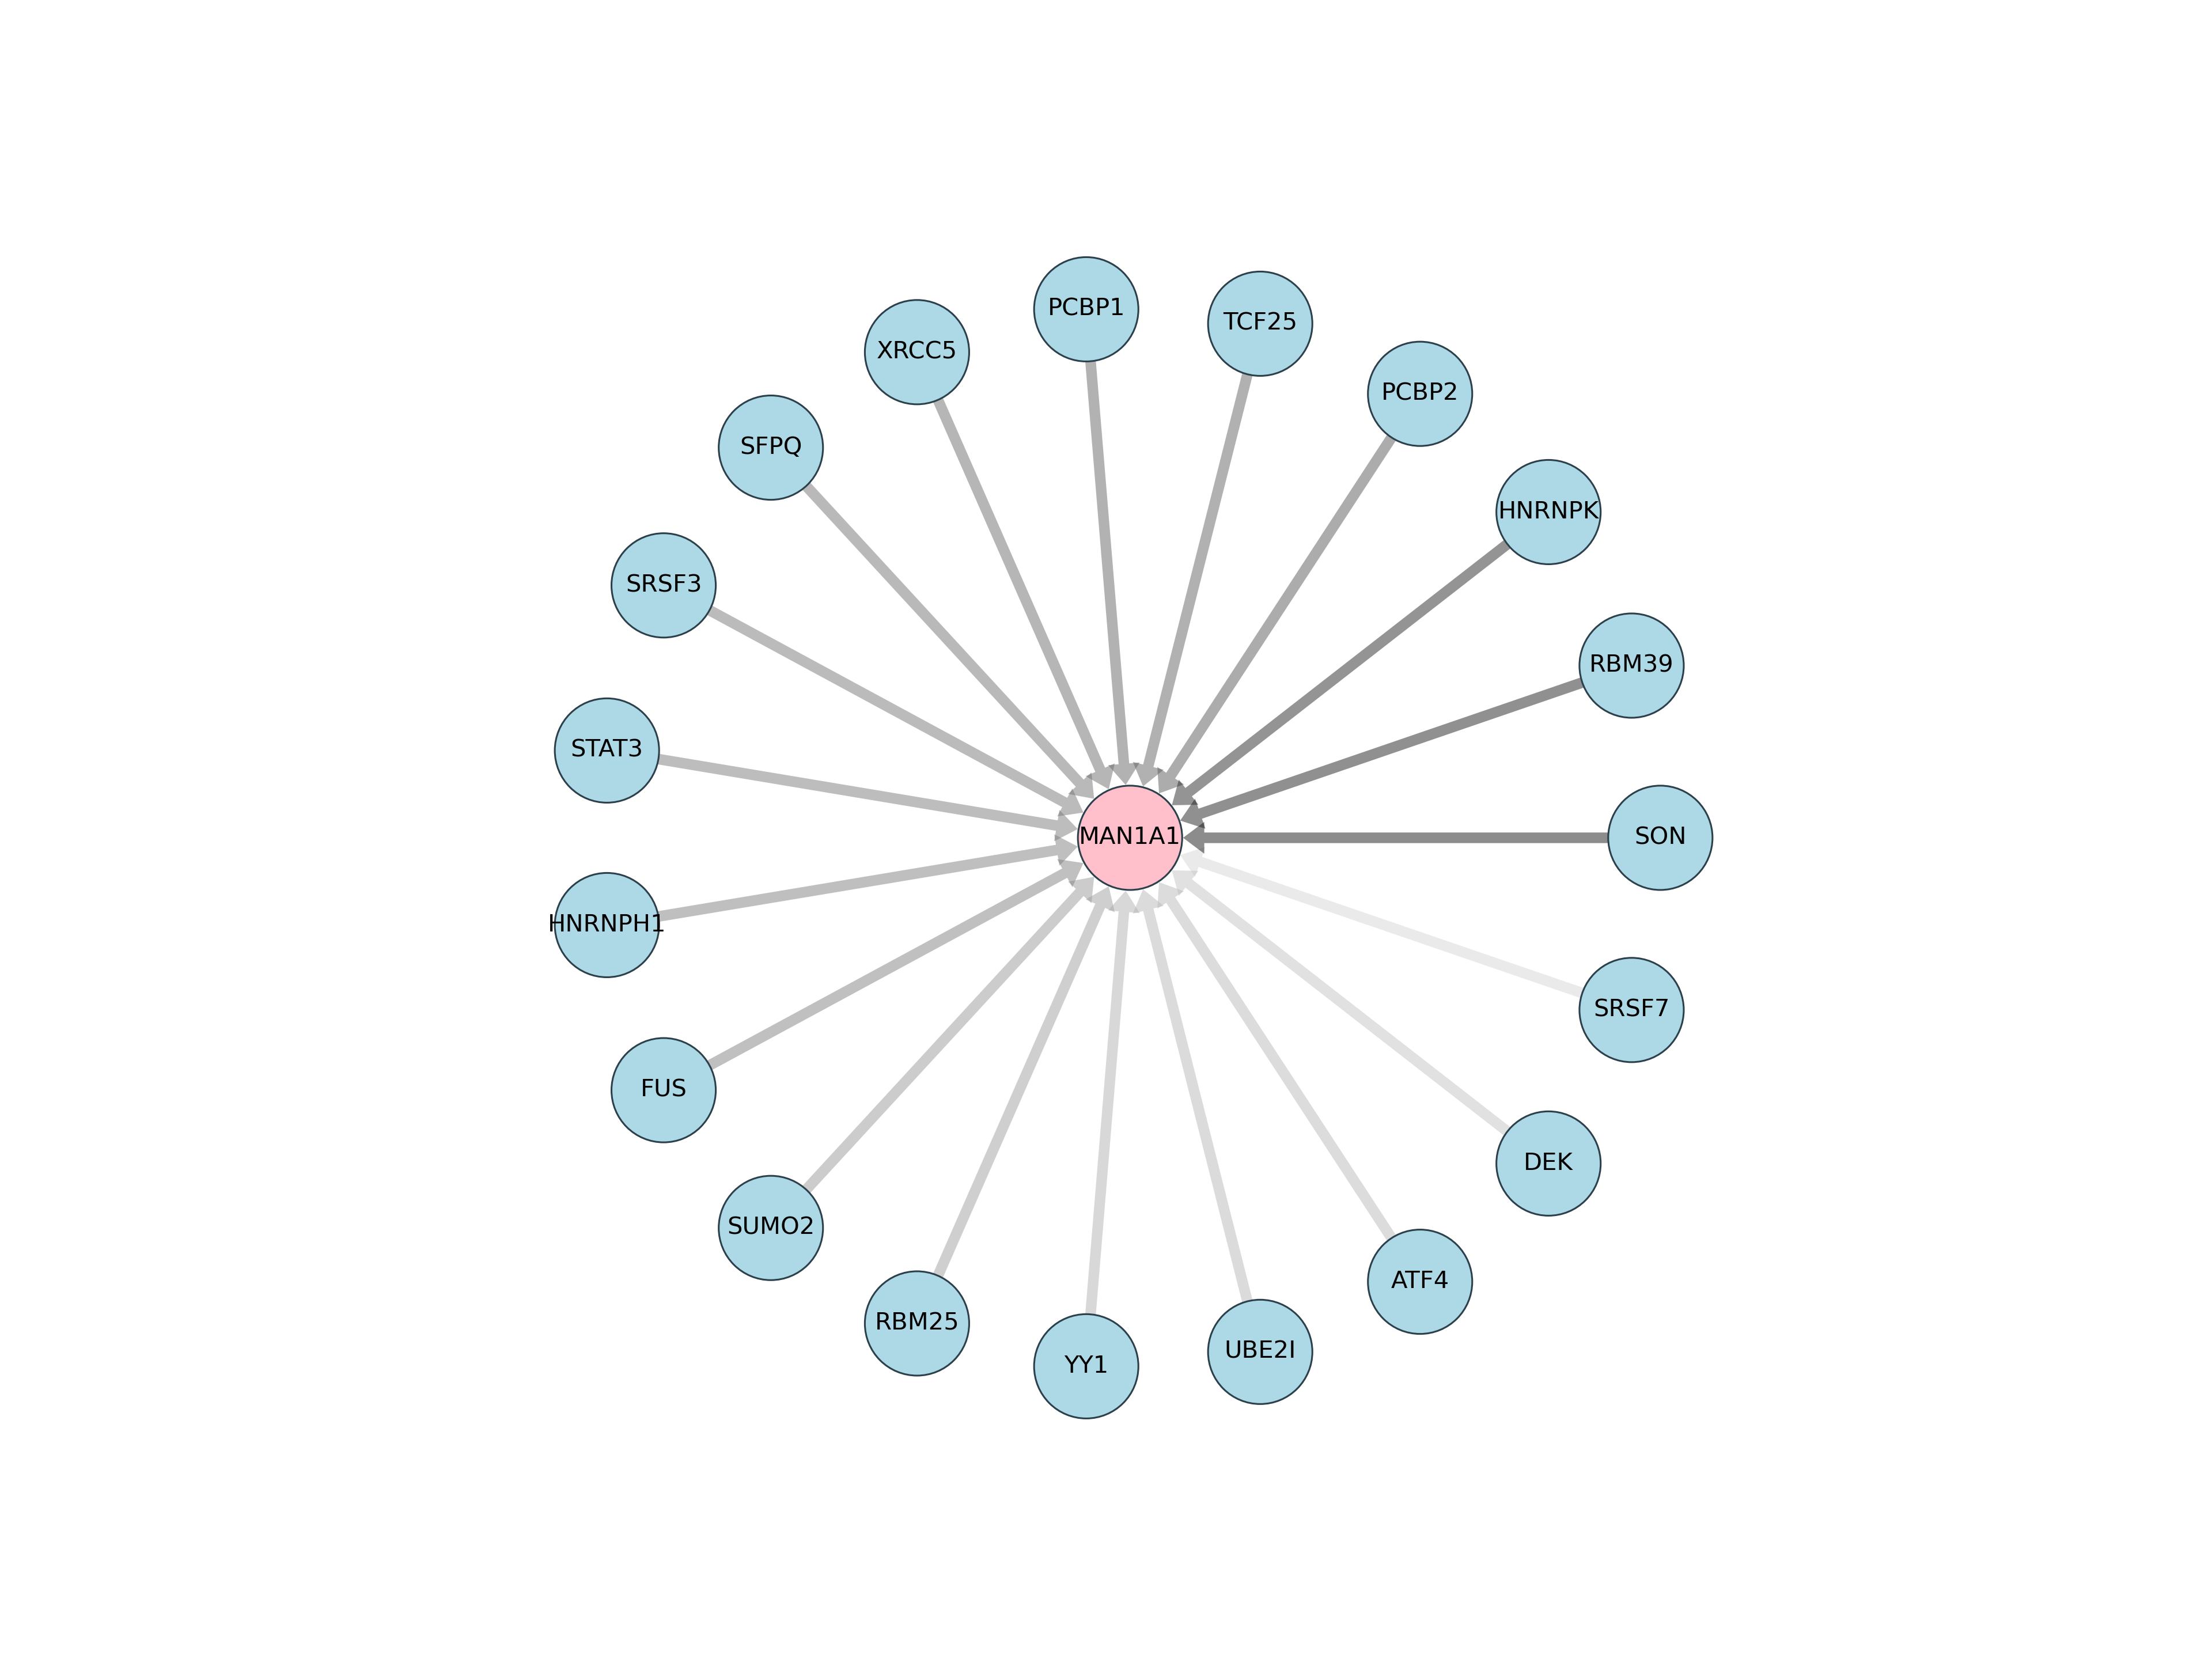 PCBP1
TCF25
XRCC5
PCBP2
SFPQ
HNRNPK
SRSF3
RBM39
STAT3
MAN1A1
SON
HNRNPH1
SRSF7
FUS
DEK
SUMO2
ATF4
RBM25
UBE2I
YY1